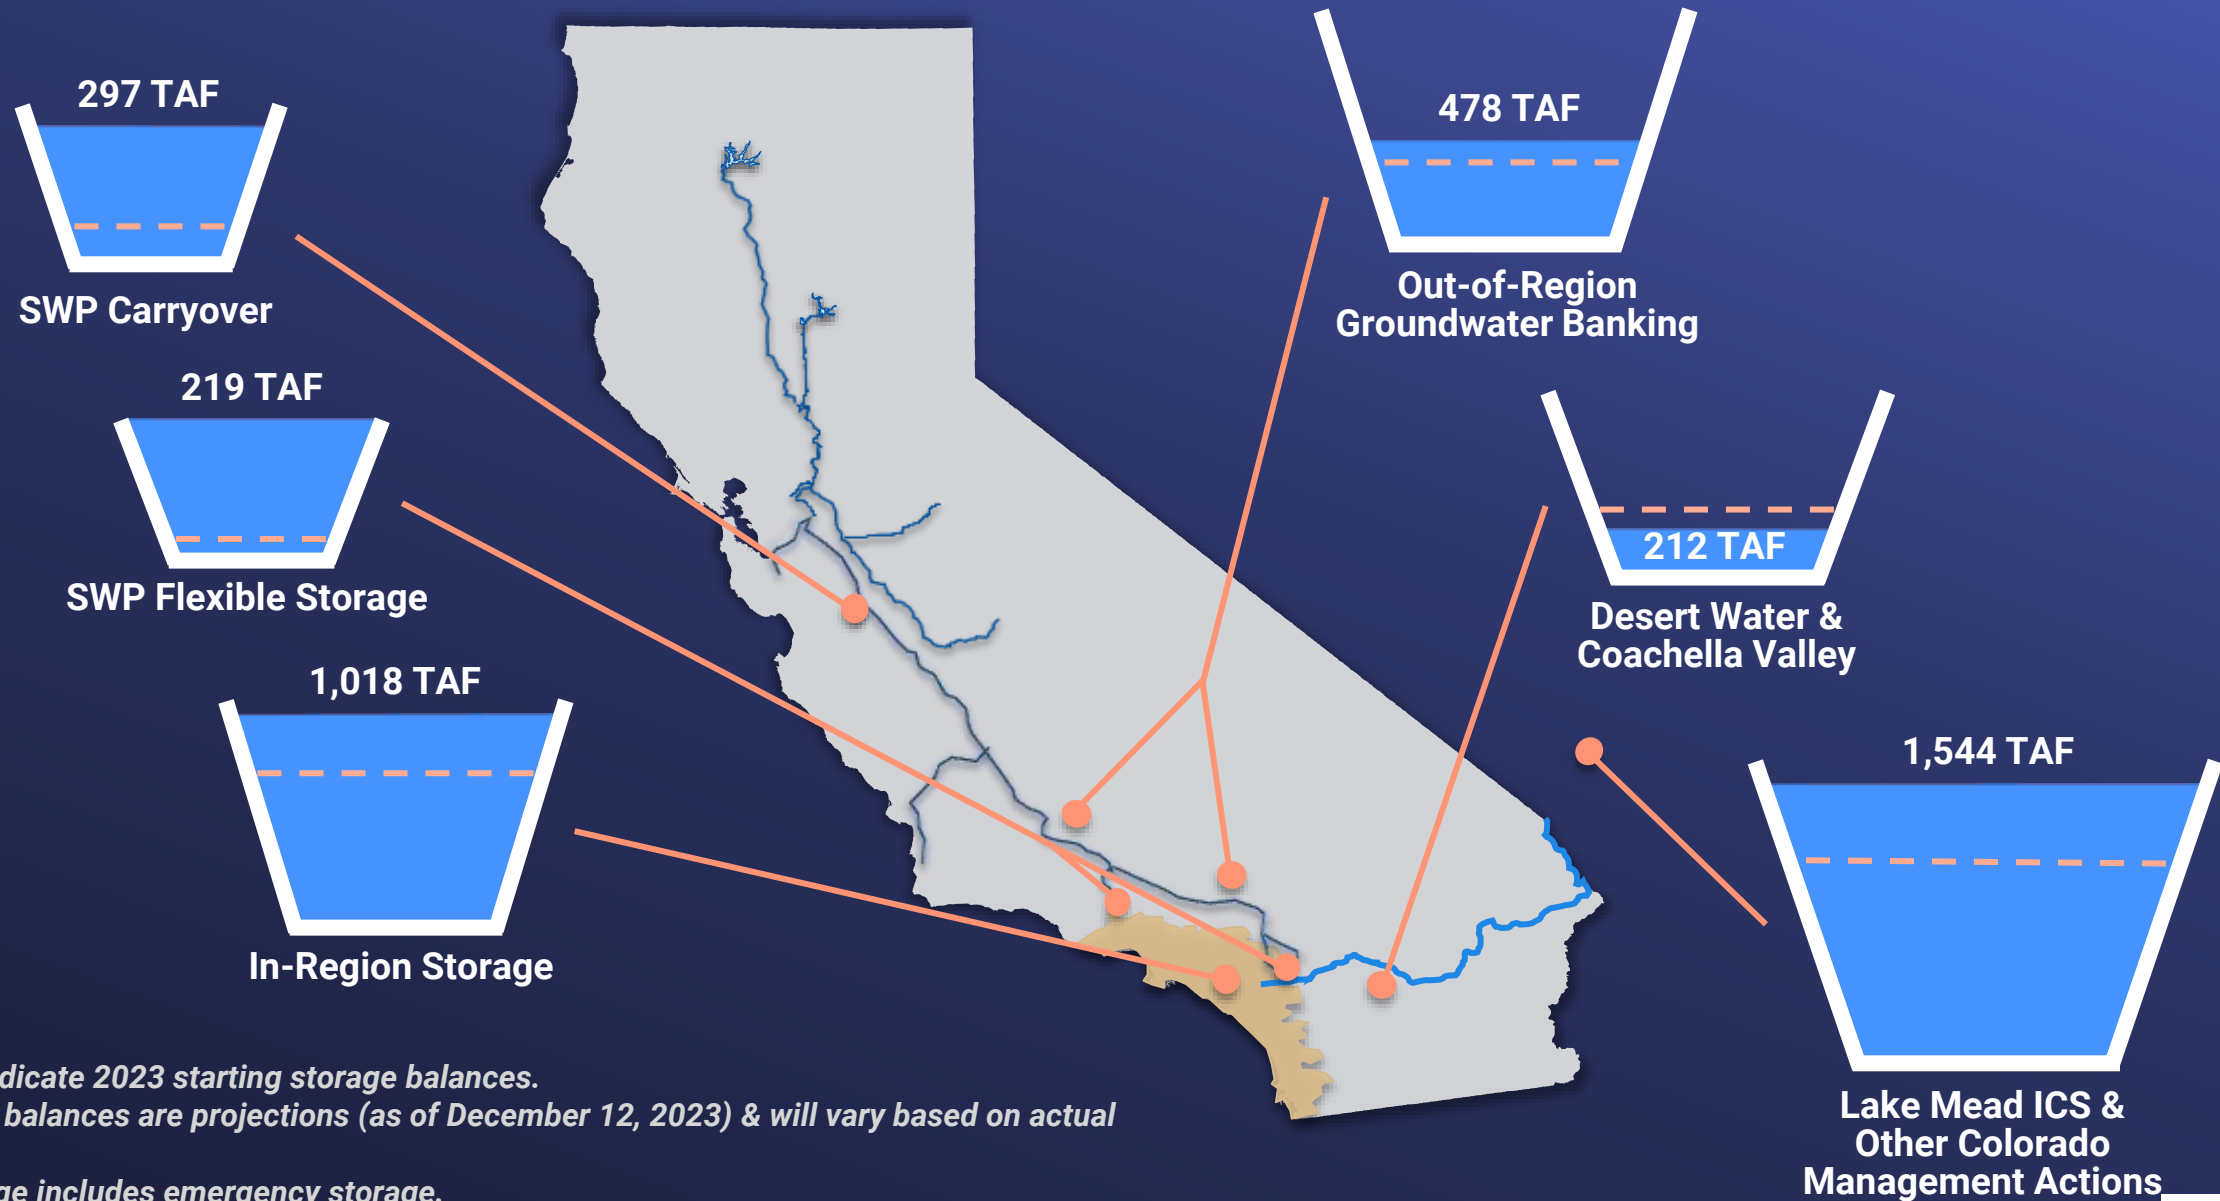 297 TAF
SWP Carryover
219 TAF
SWP Flexible Storage
1,018 TAF
In-Region Storage
478 TAF
Out-of-Region
Groundwater Banking
212 TAF
Desert Water &
Coachella Valley
1,544 TAF
Lake Mead ICS &
Other Colorado
Management Actions
2023 starting storage balances.
balances are projections (as of December 12, 2023) & will vary based on actual
includes emergency storage.